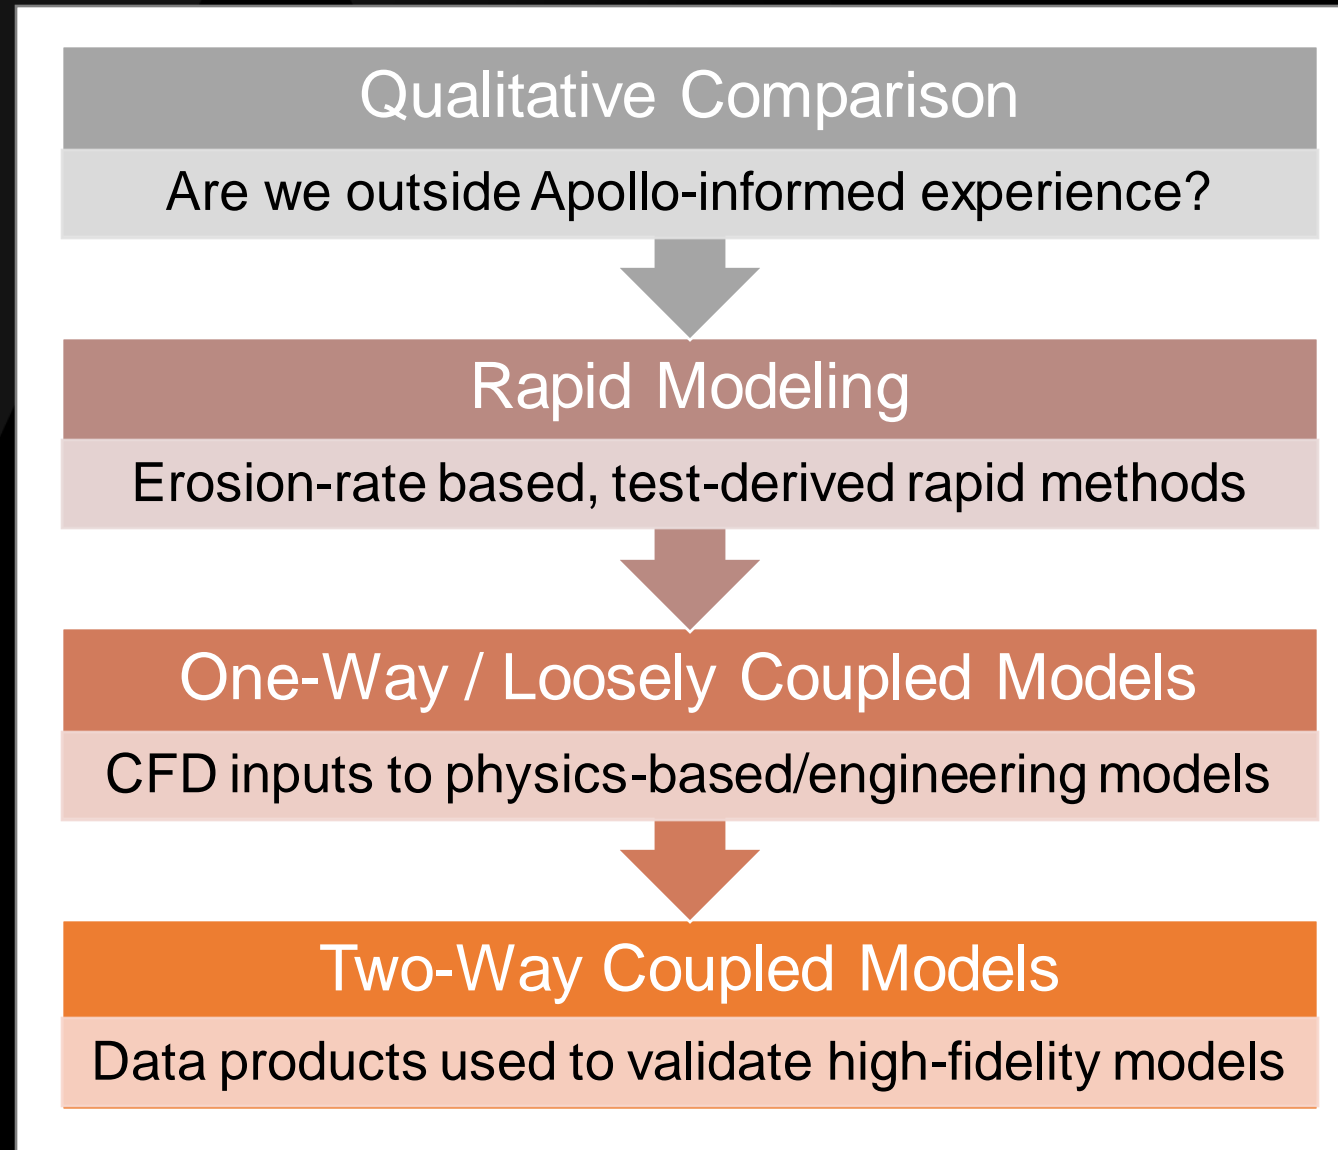 Qualitative Comparison
Are we outside Apollo-informed experience?
Rapid Modeling
Erosion-rate based, test-derived rapid methods
One-Way / Loosely Coupled Models
CFD inputs to physics-based/engineering models
Two-Way Coupled Models
Data products used to validate high-fidelity models